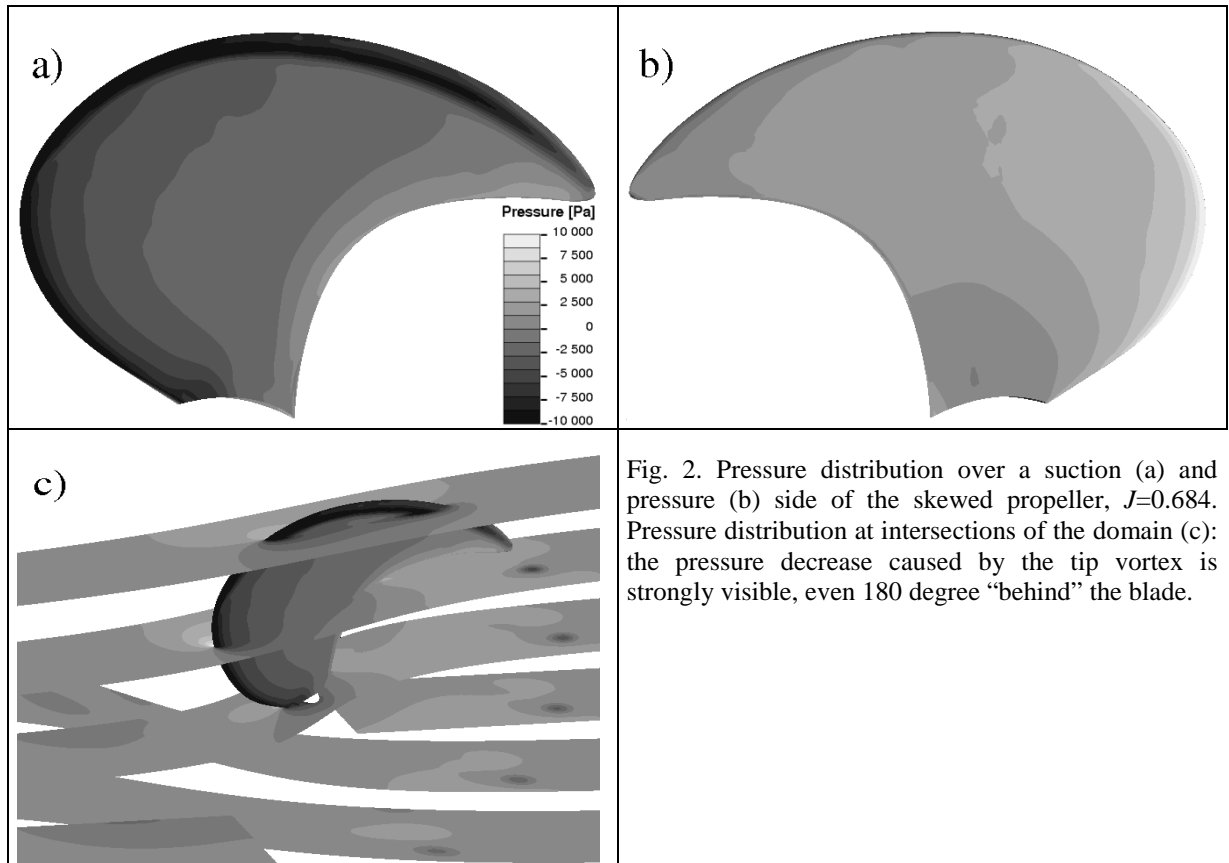 a)
Pressure [Pa]
10 000
7 500
5 000
2 500
0
-2 500
-5 000
-7 500
-10 000
b)
c)
Fig. 2. Pressure distribution over a suction (a) and
pressure (b) side of the skewed propeller, J=0.684.
Pressure distribution at intersections of the domain (c):
the pressure decrease caused by the tip vortex is
strongly visible, even 180 degree “behind” the blade.